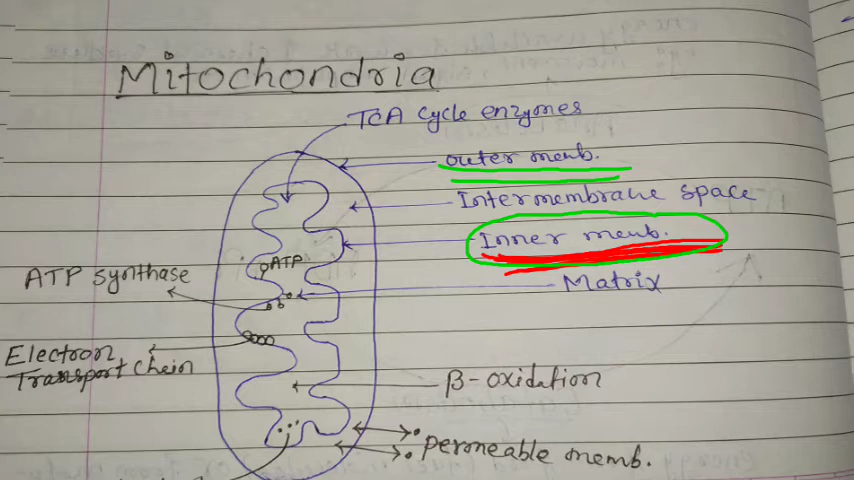 Mitochondria
TCA cycle enzymes
outer memb.
Intermembrane space
Inner memb.
ATP
ATP synthase
Matrix
Electron
Transport chein
β-oxidation
permeable memb.